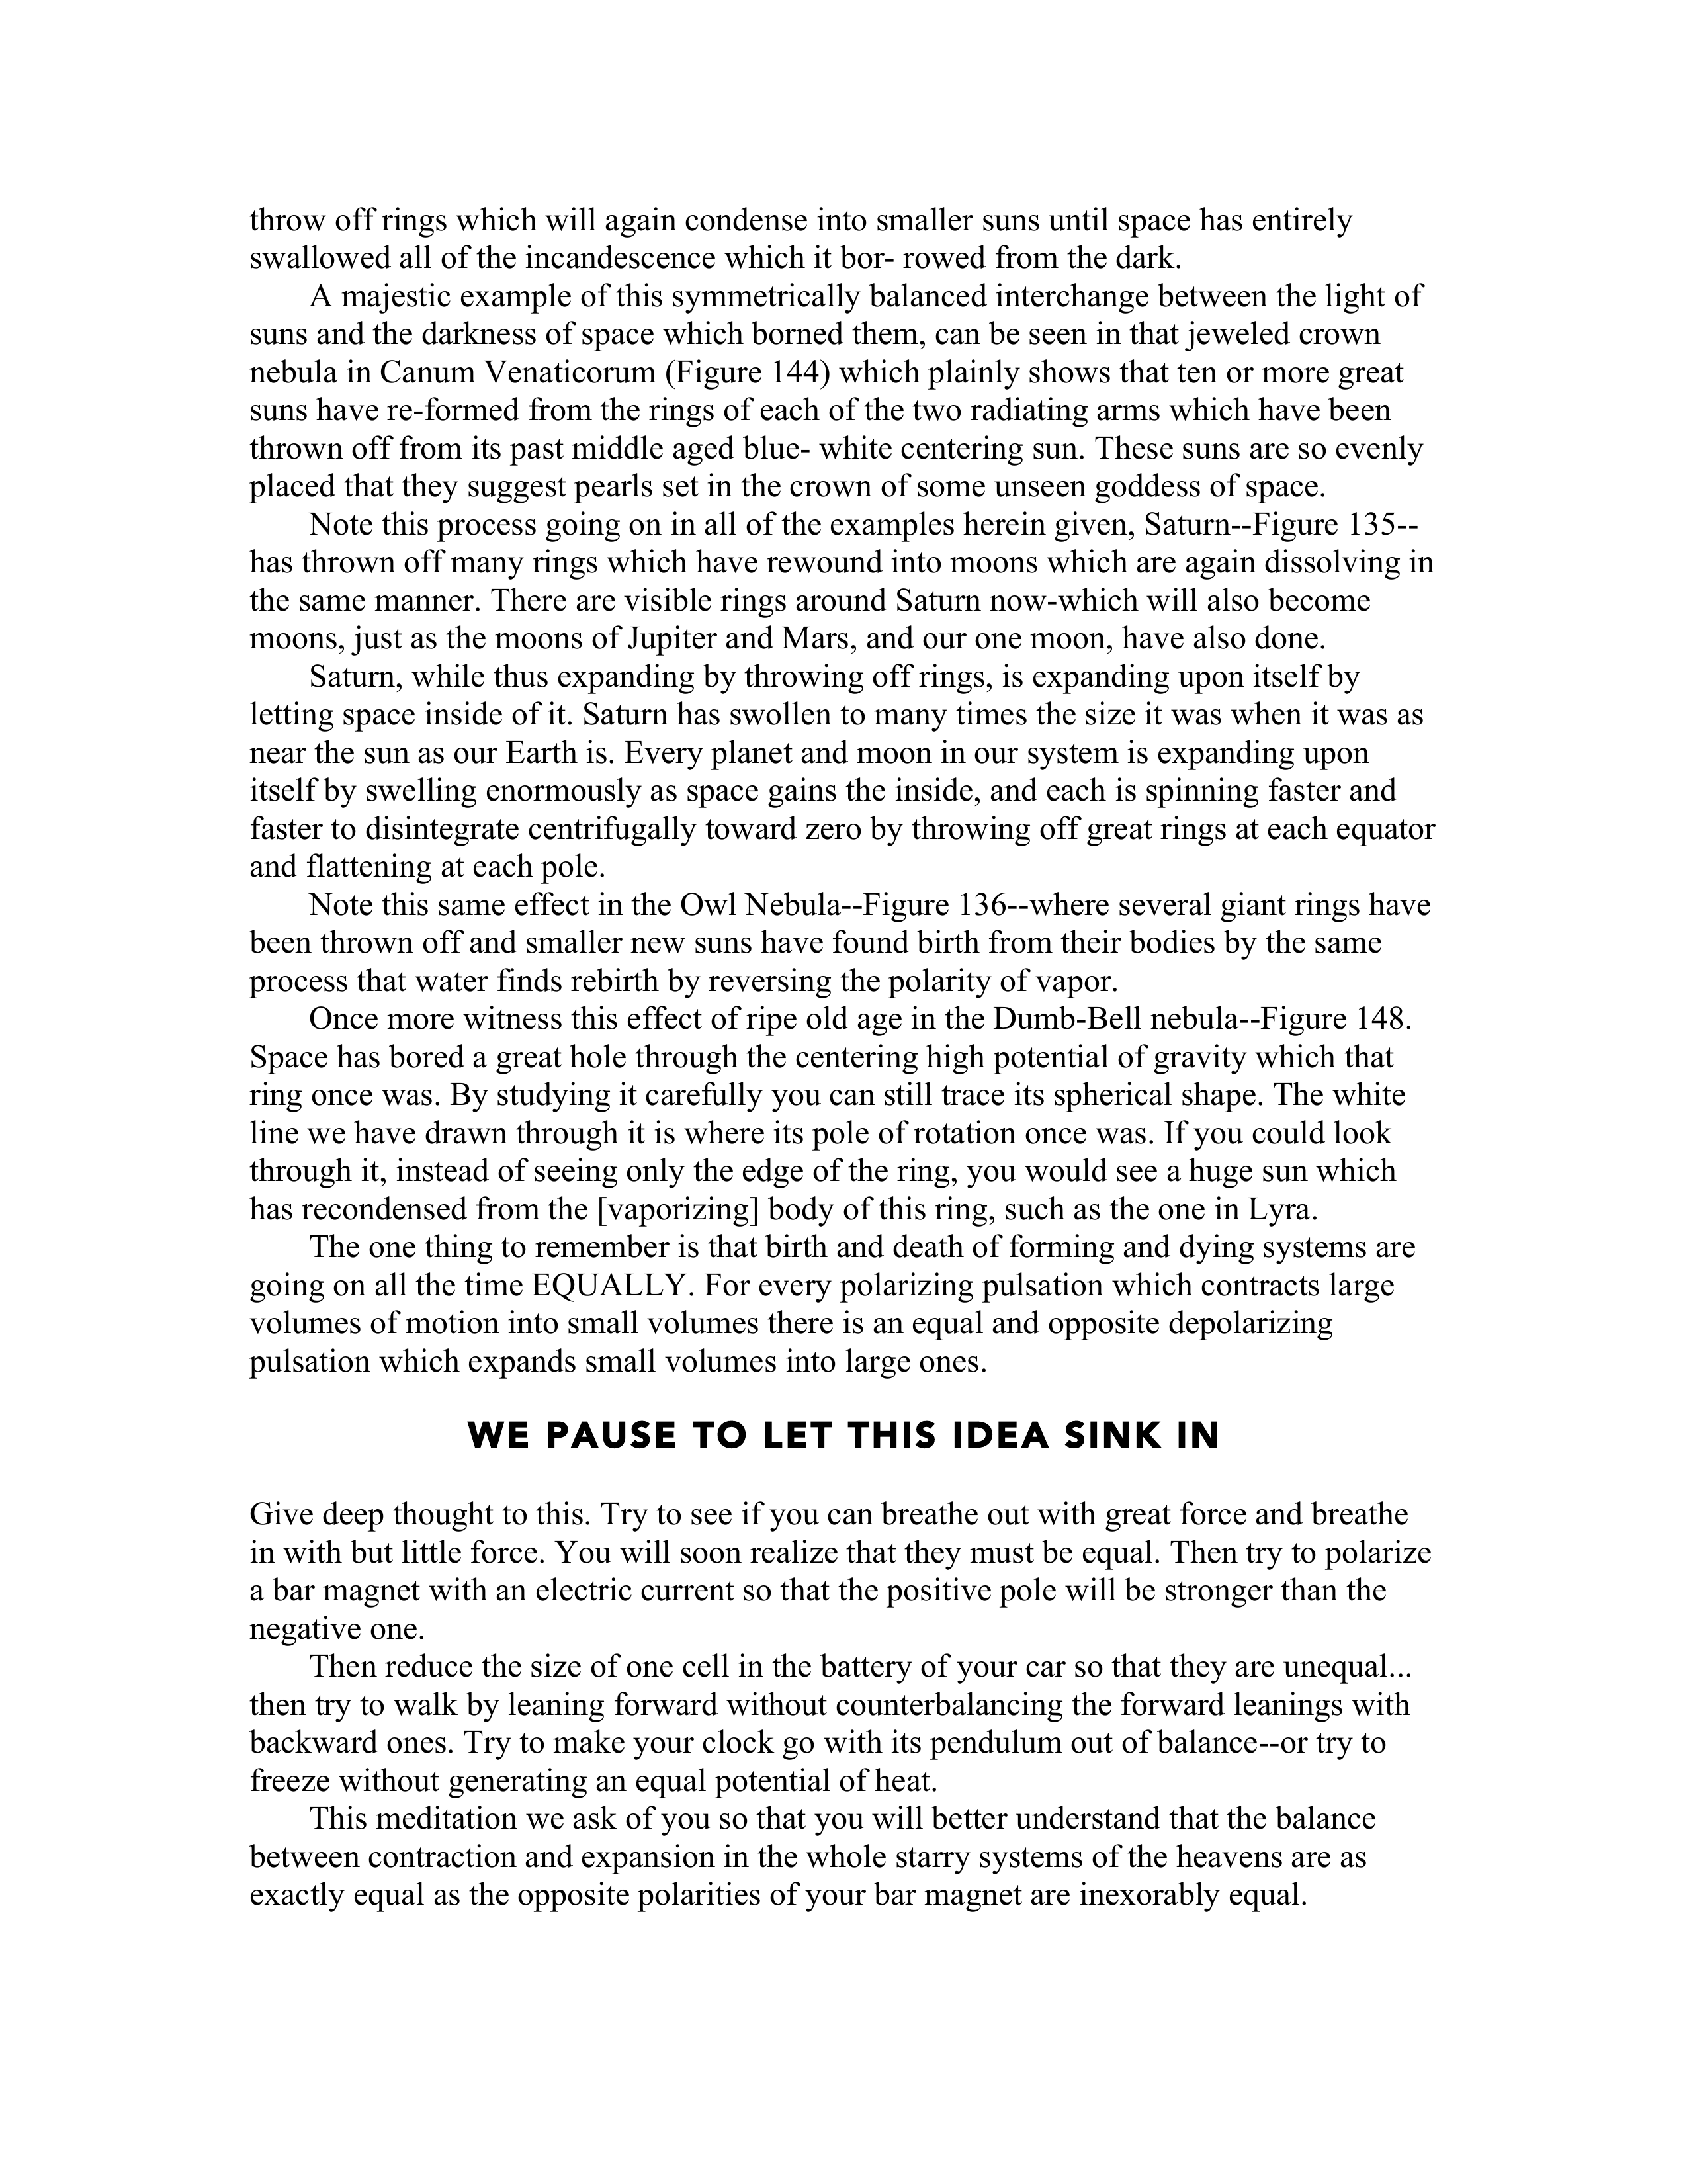 throw off rings which will again condense into smaller suns until space has entirely
swallowed all of the incandescence which it bor- rowed from the dark.
A majestic example of this symmetrically balanced interchange between the light of
suns and the darkness of space which borned them, can be seen in that jeweled crown
nebula in Canum Venaticorum (Figure 144) which plainly shows that ten or more great
suns have re-formed from the rings of each of the two radiating arms which have been
thrown off from its past middle aged blue- white centering sun. These suns are so evenly
placed that they suggest pearls set in the crown of some unseen goddess of space.
Note this process going on in all of the examples herein given, Saturn--Figure 135--
has thrown off many rings which have rewound into moons which are again dissolving in
the same manner. There are visible rings around Saturn now-which will also become
moons, just as the moons of Jupiter and Mars, and our one moon, have also done.
Saturn, while thus expanding by throwing off rings, is expanding upon itself by
letting space inside of it. Saturn has swollen to many times the size it was when it was as
near the sun as our Earth is. Every planet and moon in our system is expanding upon
itself by swelling enormously as space gains the inside, and each is spinning faster and
faster to disintegrate centrifugally toward zero by throwing off great rings at each equator
and flattening at each pole.
Note this same effect in the Owl Nebula--Figure 136--where several giant rings have
been thrown off and smaller new suns have found birth from their bodies by the same
process that water finds rebirth by reversing the polarity of vapor.
Once more witness this effect of ripe old age in the Dumb-Bell nebula--Figure 148.
Space has bored a great hole through the centering high potential of gravity which that
ring once was. By studying it carefully you can still trace its spherical shape. The white
line we have drawn through it is where its pole of rotation once was. If you could look
through it, instead of seeing only the edge of the ring, you would see a huge sun which
has recondensed from the [vaporizing] body of this ring, such as the one in Lyra.
The one thing to remember is that birth and death of forming and dying systems are
going on all the time EQUALLY. For every polarizing pulsation which contracts large
volumes of motion into small volumes there is an equal and opposite depolarizing
pulsation which expands small volumes into large ones.
WE PAUSE TO LET THIS IDEA SINK IN
Give deep thought to this. Try to see if you can breathe out with great force and breathe
in with but little force. You will soon realize that they must be equal. Then try to polarize
a bar magnet with an electric current so that the positive pole will be stronger than the
negative one.
Then reduce the size of one cell in the battery of your car so that they are unequal...
then try to walk by leaning forward without counterbalancing the forward leanings with
backward ones. Try to make your clock go with its pendulum out of balance--or try to
freeze without generating an equal potential of heat.
This meditation we ask of you so that you will better understand that the balance
between contraction and expansion in the whole starry systems of the heavens are as
exactly equal as the opposite polarities of your bar magnet are inexorably equal.